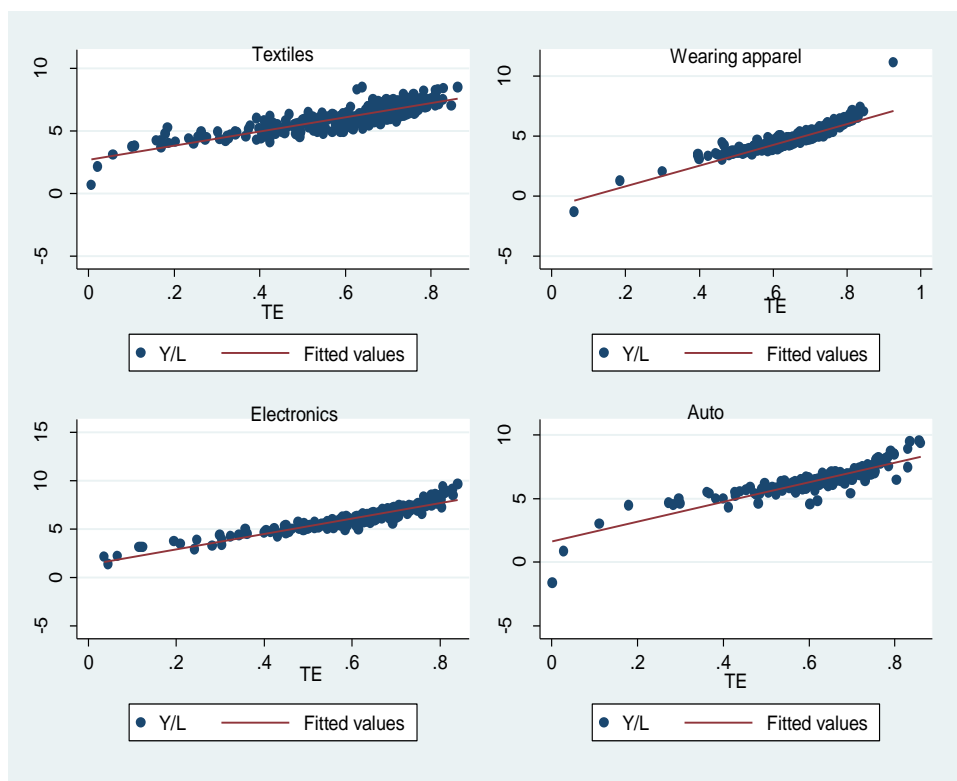 Textiles
10
5
0
-5
0 .2 .4 .6 .8
TE
Y/L Fitted values
Wearing apparel
10
5
0
-5
0 .2 .4 .6 .8 1
TE
Y/L Fitted values
Electronics
15
10
5
0
-5
0 .2 .4 .6 .8
TE
Y/L Fitted values
Auto
10
5
0
-5
0 .2 .4 .6 .8
TE
Y/L Fitted values